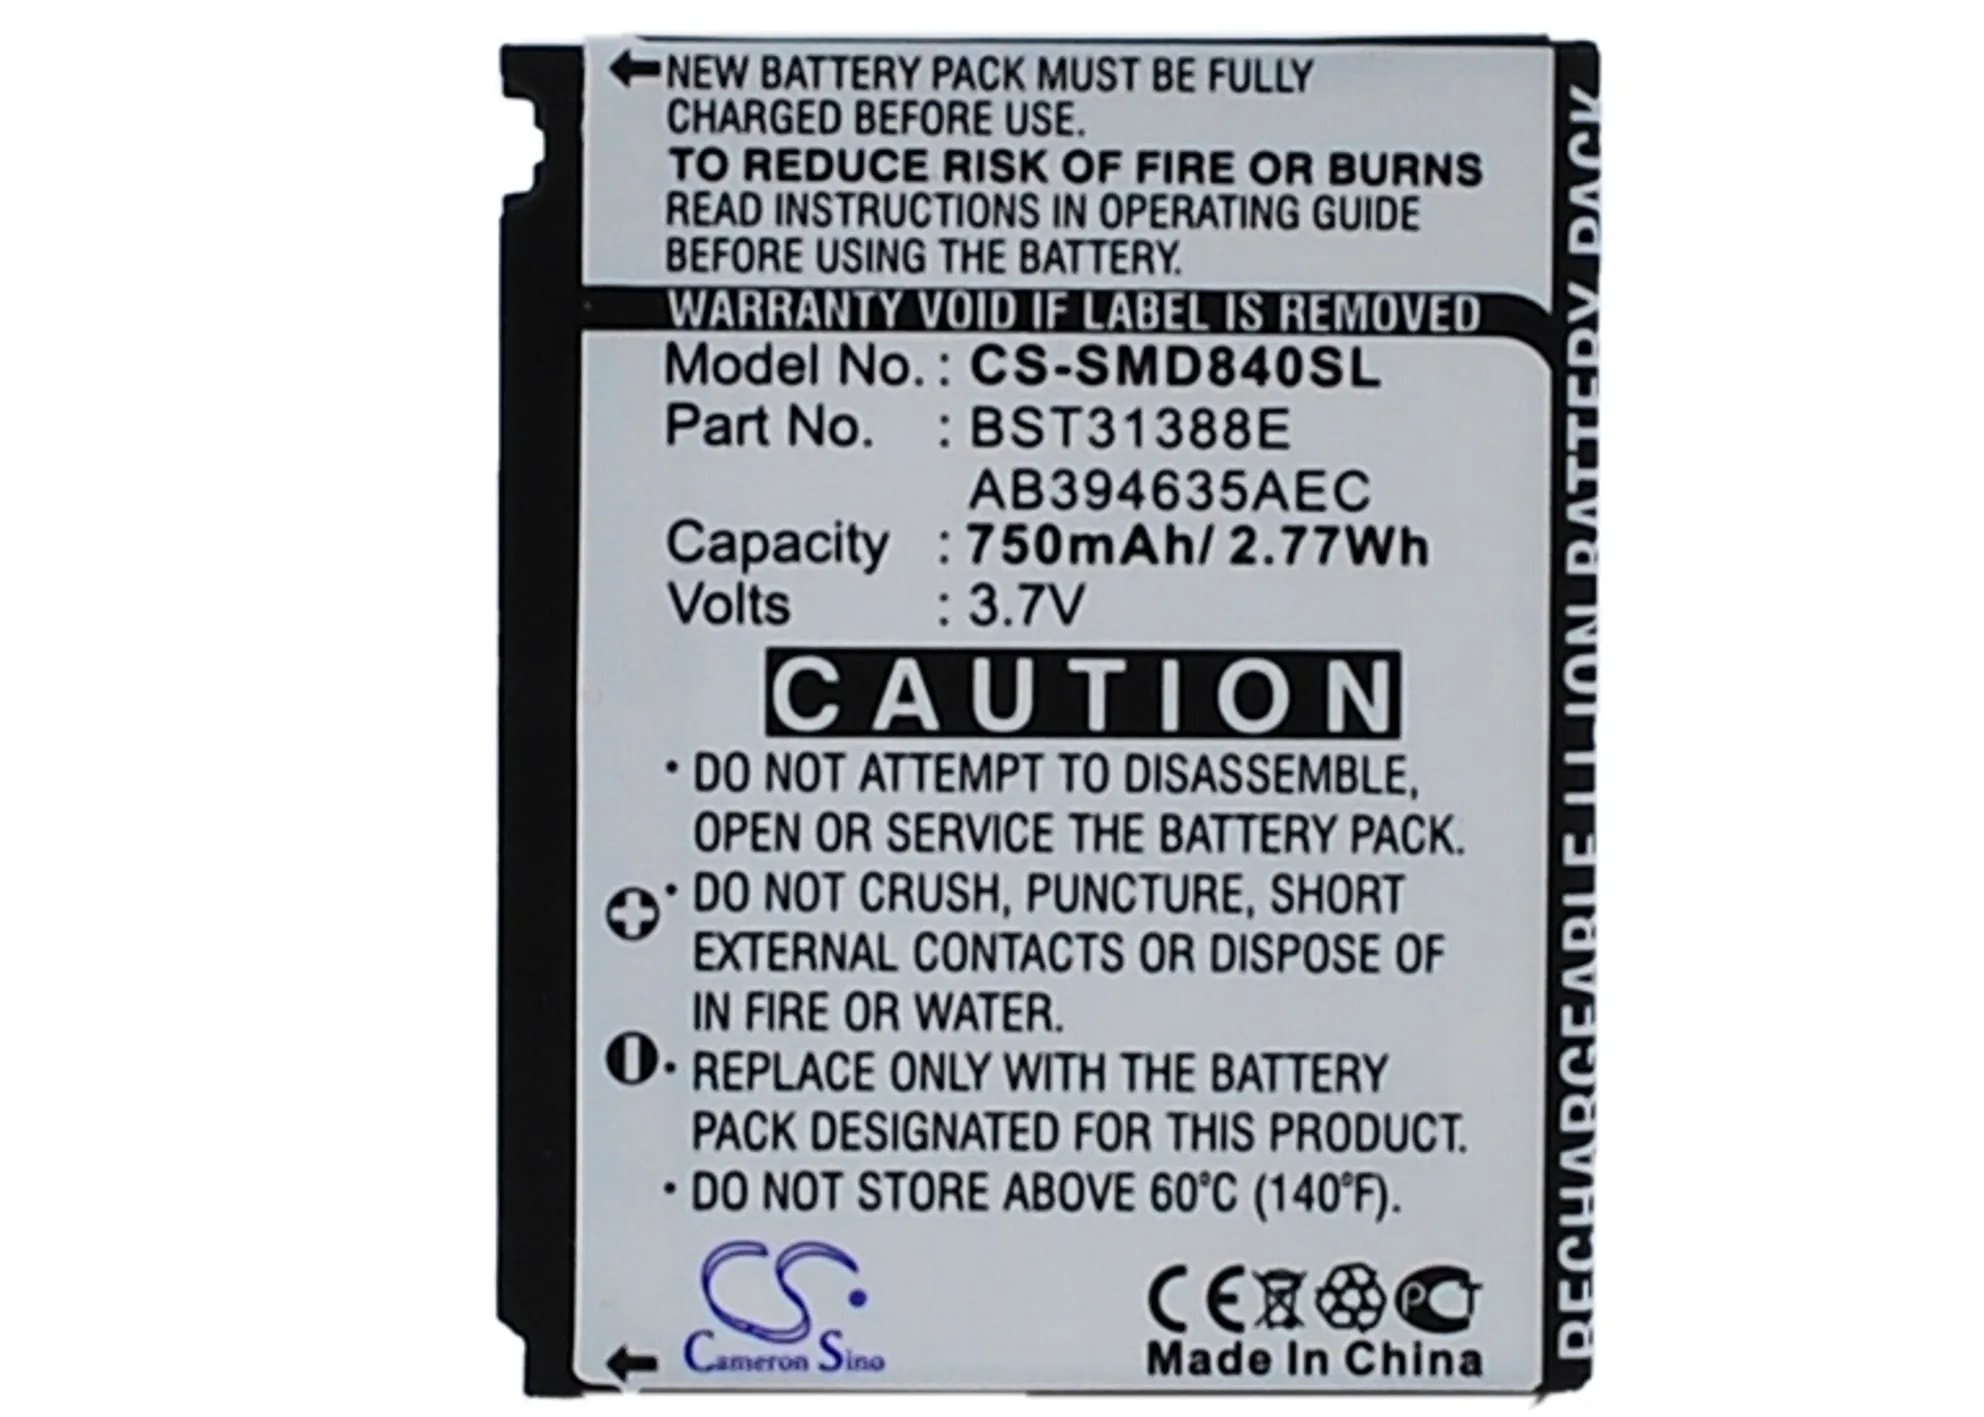 NEW BATTERY PACK MUST BE FULLY
CHARGED BEFORE USE.
TO REDUCE RISK OF FIRE OR BURNS
READ INSTRUCTIONS IN OPERATING GUIDE
BEFORE USING THE BATTERY.
WARRANTY VOID IF LABEL IS REMOVED
Model No. : CS-SMD840SL
Part No. : BST31388E
AB394635AEC
Capacity : 750mAh/ 2.77Wh
Volts : 3.7V
CAUTION
• DO NOT ATTEMPT TO DISASSEMBLE,
OPEN OR SERVICE THE BATTERY PACK.
• DO NOT CRUSH, PUNCTURE, SHORT
EXTERNAL CONTACTS OR DISPOSE OF
IN FIRE OR WATER.
• REPLACE ONLY WITH THE BATTERY
PACK DESIGNATED FOR THIS PRODUCT.
• DO NOT STORE ABOVE 60°C (140°F).
CS
Cameron Sino
CE PCT
Made In China
RECHARGEABLE LI-ION BATTERY PACK